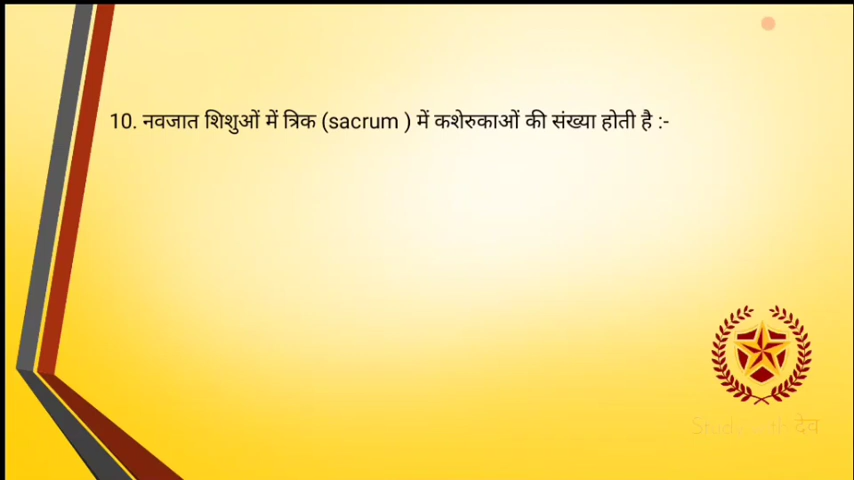 10. नवजात शिशुओं में त्रिक (sacrum ) में कशेरुकाओं की संख्या होती है :-
देव